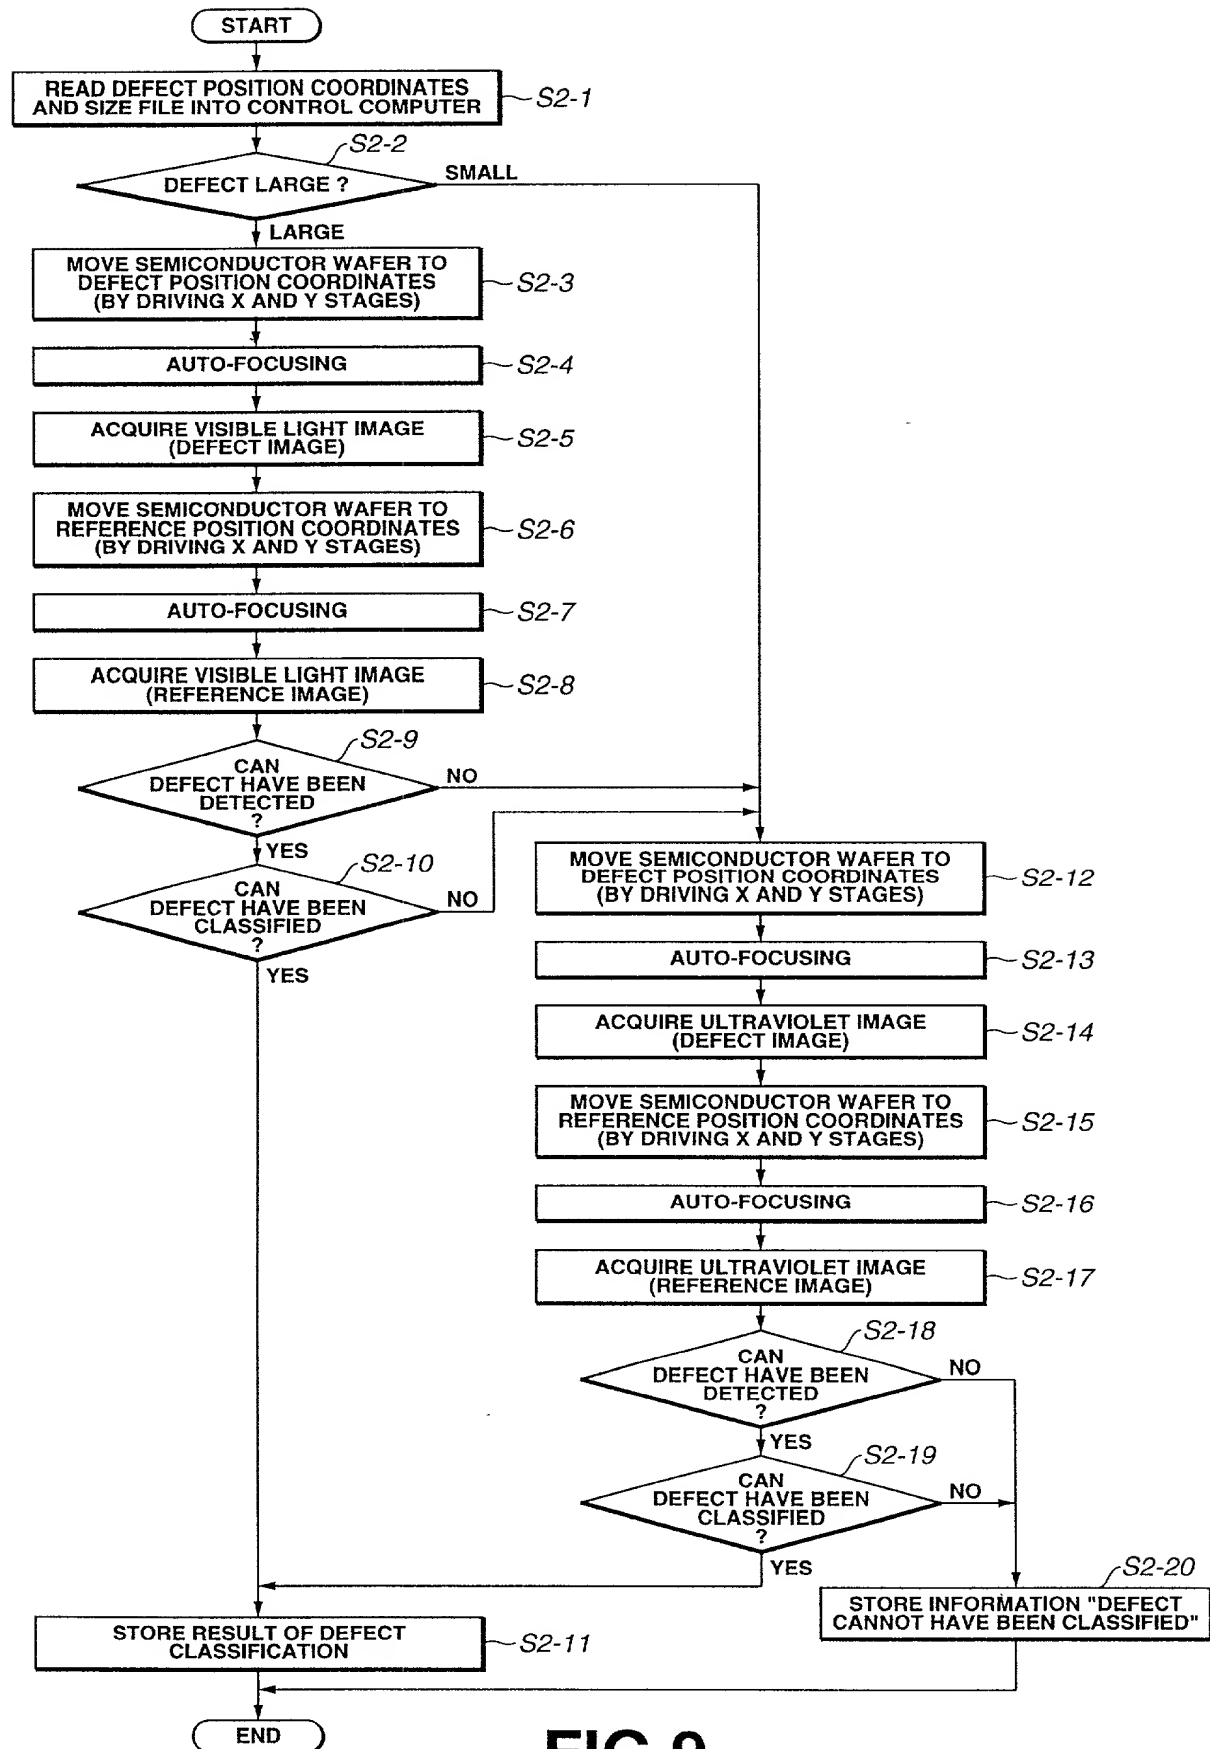 START
READ DEFECT POSITION COORDINATES
AND SIZE FILE INTO CONTROL COMPUTER
S2-1
S2-2
DEFECT LARGE ?
SMALL
LARGE
MOVE SEMICONDUCTOR WAFER TO
DEFECT POSITION COORDINATES
(BY DRIVING X AND Y STAGES)
S2-3
AUTO-FOCUSING
S2-4
ACQUIRE VISIBLE LIGHT IMAGE
(DEFECT IMAGE)
S2-5
MOVE SEMICONDUCTOR WAFER TO
REFERENCE POSITION COORDINATES
(BY DRIVING X AND Y STAGES)
S2-6
AUTO-FOCUSING
S2-7
ACQUIRE VISIBLE LIGHT IMAGE
(REFERENCE IMAGE)
S2-8
S2-9
CAN
DEFECT HAVE BEEN
DETECTED
?
NO
YES
S2-10
CAN
DEFECT HAVE BEEN
CLASSIFIED
?
NO
YES
MOVE SEMICONDUCTOR WAFER TO
DEFECT POSITION COORDINATES
(BY DRIVING X AND Y STAGES)
S2-12
AUTO-FOCUSING
S2-13
ACQUIRE ULTRAVIOLET IMAGE
(DEFECT IMAGE)
S2-14
MOVE SEMICONDUCTOR WAFER TO
REFERENCE POSITION COORDINATES
(BY DRIVING X AND Y STAGES)
S2-15
AUTO-FOCUSING
S2-16
ACQUIRE ULTRAVIOLET IMAGE
(REFERENCE IMAGE)
S2-17
S2-18
CAN
DEFECT HAVE BEEN
DETECTED
?
NO
YES
S2-19
CAN
DEFECT HAVE BEEN
CLASSIFIED
?
NO
YES
S2-20
STORE INFORMATION "DEFECT
CANNOT HAVE BEEN CLASSIFIED"
STORE RESULT OF DEFECT
CLASSIFICATION
S2-11
END